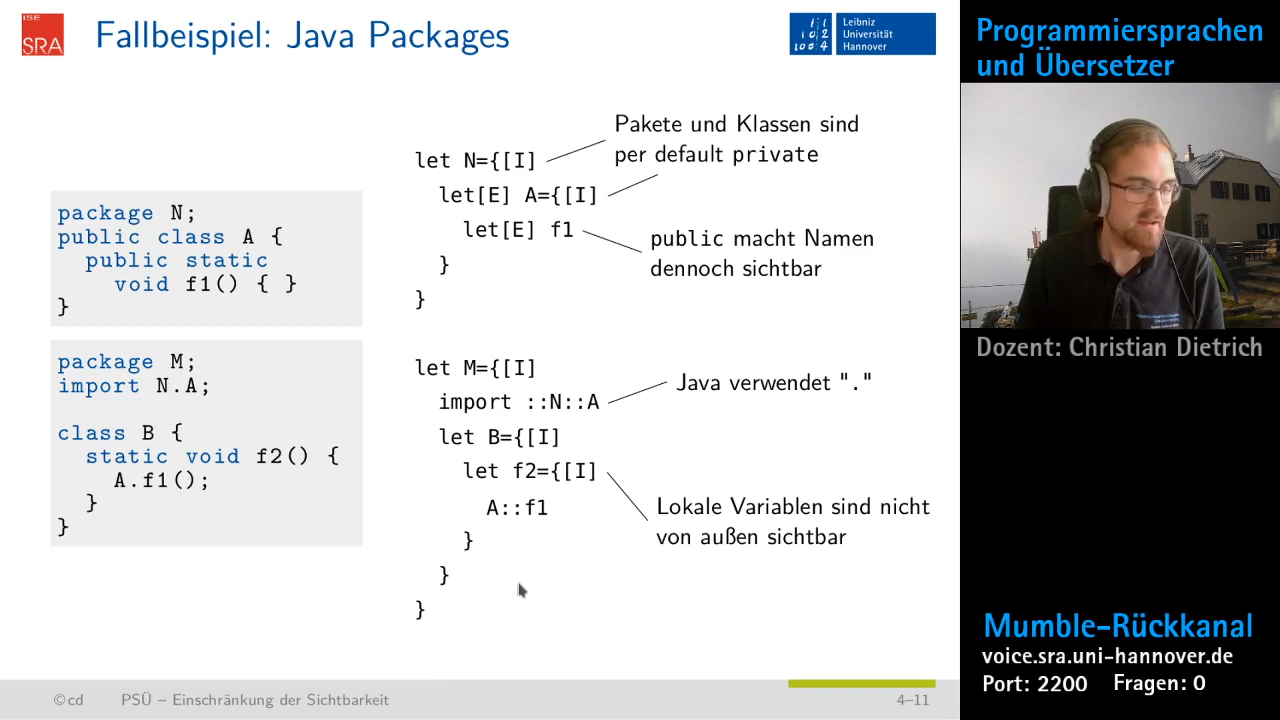 ISE
SRA
Fallbeispiel: Java Packages
Leibniz
Universität
Hannover
package N;
public class A {
public static
void f1() { }
}
package M;
import N.A;
class B {
static void f2() {
A.f1();
}
}
let N={[I]
let[E] A={[I]
let[E] f1
}
}
Pakete und Klassen sind
per default private
public macht Namen
dennoch sichtbar
let M={[I]
import ::N::A
let B={[I]
let f2={[I]
A::f1
}
}
}
Java verwendet "."
Lokale Variablen sind nicht
von außen sichtbar
©cd
PSÜ – Einschränkung der Sichtbarkeit
4–11
Programmiersprachen
und Übersetzer
Dozent: Christian Dietrich
Mumble-Rückkanal
voice.sra.uni-hannover.de
Port: 2200 Fragen: 0